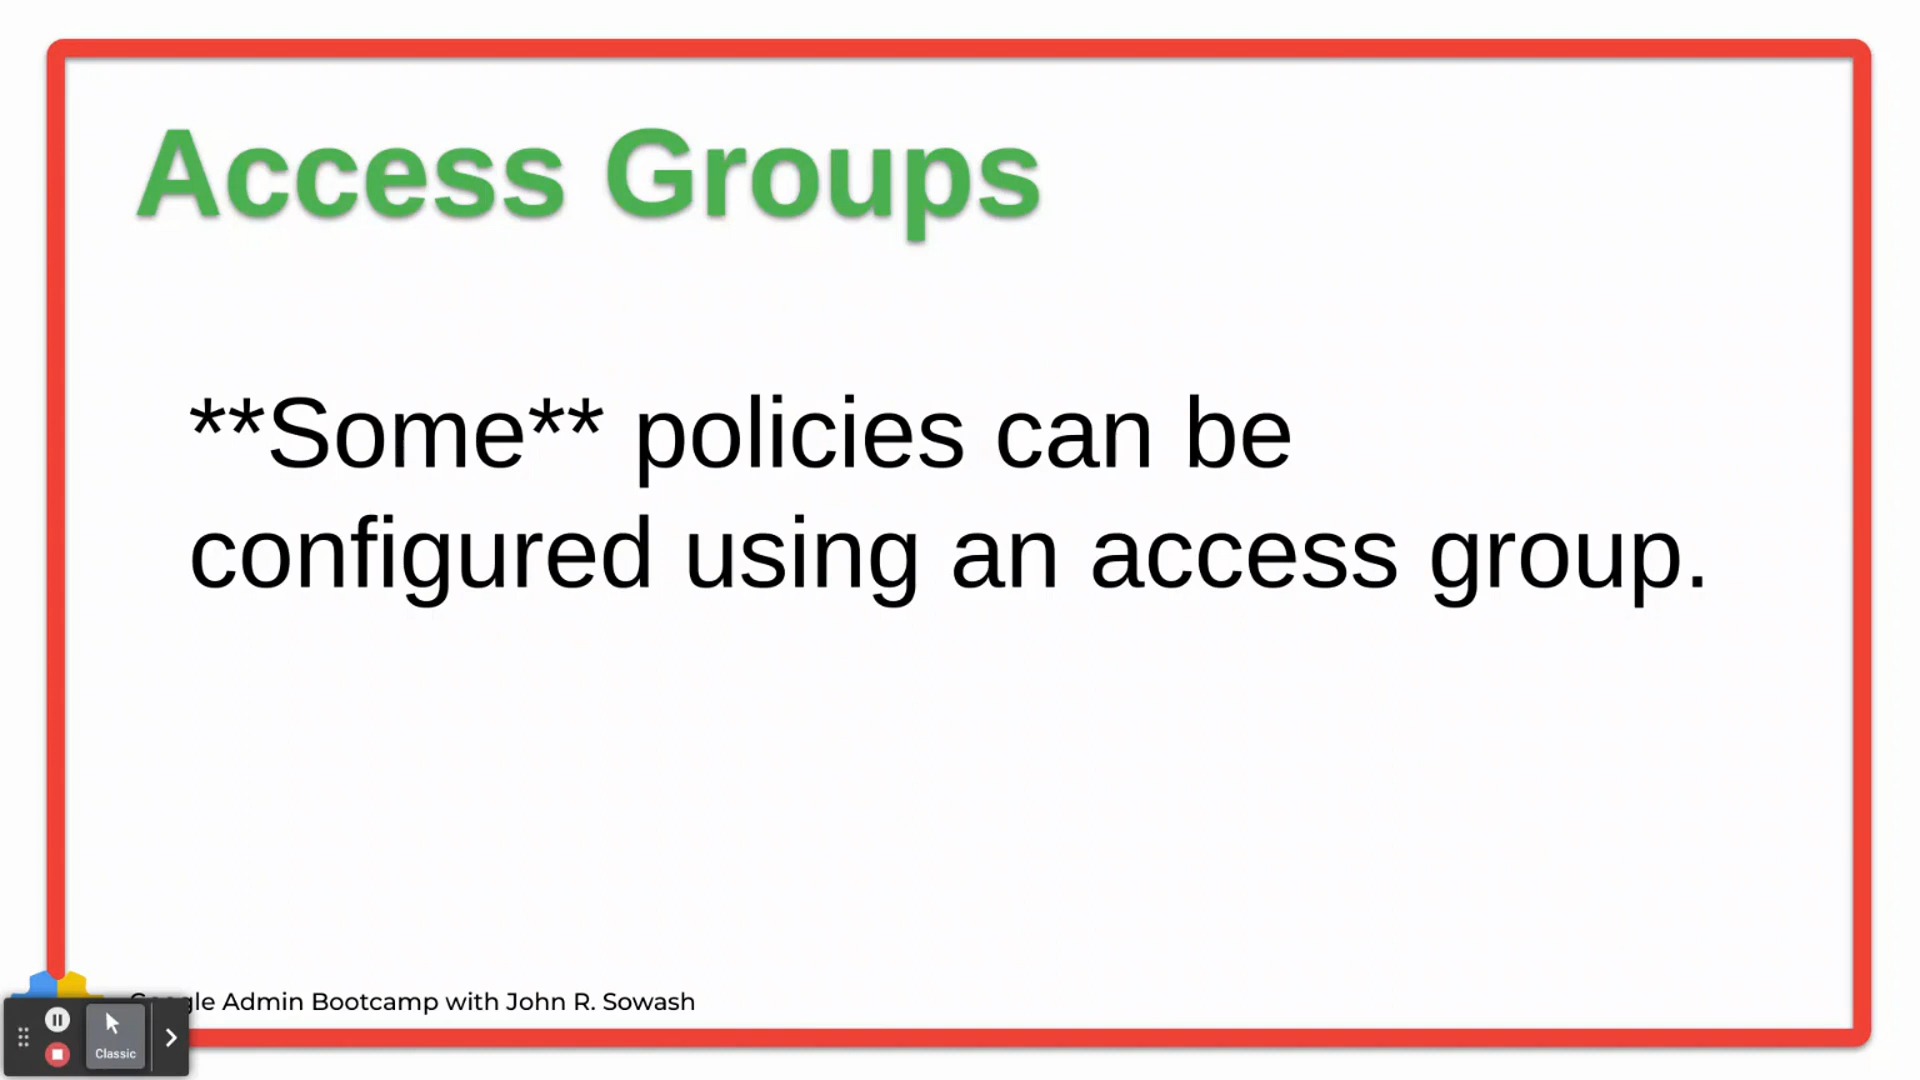 Access Groups
**Some** policies can be
configured using an access group.
Google Admin Bootcamp with John R. Sowash
Classic